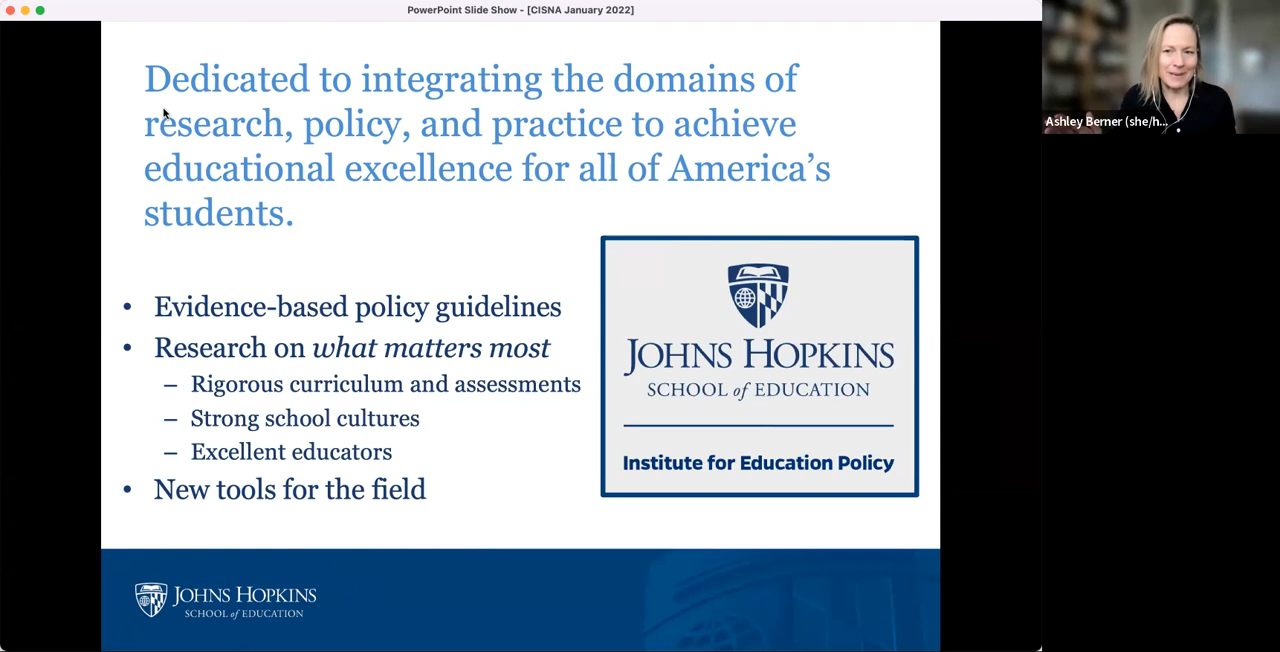 PowerPoint Slide Show - [CISNA January 2022]
Dedicated to integrating the domains of
research, policy, and practice to achieve
educational excellence for all of America’s
students.
• Evidence-based policy guidelines
• Research on what matters most
– Rigorous curriculum and assessments
– Strong school cultures
– Excellent educators
• New tools for the field
JOHNS HOPKINS
SCHOOL of EDUCATION
Institute for Education Policy
JOHNS HOPKINS
SCHOOL of EDUCATION
Ashley Berner (she/h...